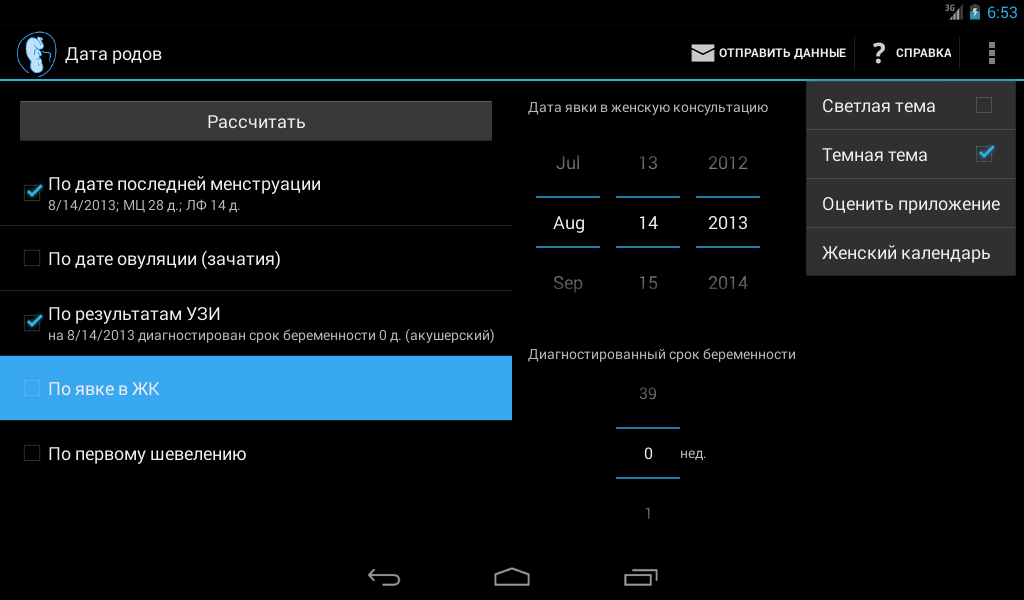 3G 6:53
Дата родов
ОТПРАВИТЬ ДАННЫЕ
? СПРАВКА
Рассчитать
По дате последней менструации
8/14/2013; МЦ 28 д.; ЛФ 14 д.
По дате овуляции (зачатия)
По результатам УЗИ
на 8/14/2013 диагностирован срок беременности 0 д. (акушерский)
По явке в ЖК
По первому шевелению
Дата явки в женскую консультацию
Jul 13 2012
Aug 14 2013
Sep 15 2014
Диагностированный срок беременности
39
0 нед.
1
Светлая тема
Темная тема
Оценить приложение
Женский календарь